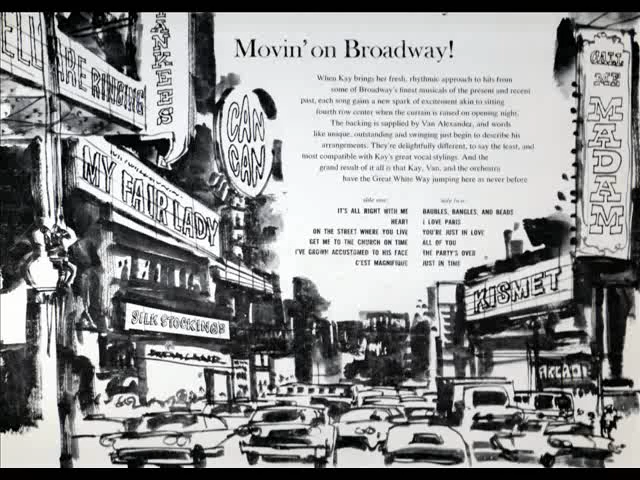 Movin' on Broadway!
When Kay brings her fresh, rhythmic approach to hits from
some of Broadway's finest musicals of the present and recent
past, each song gains a new spark of excitement akin to sitting
fourth row center when the curtain is raised on opening night.
The backing is supplied by Van Alexander, and words
like unique, outstanding and swinging just begin to describe his
arrangements. They're delightfully different, to say the least, and
most compatible with Kay's great vocal stylings. And the
grand result of it all is that Kay, Van, and the orchestra
have the Great White Way jumping here as never before
side one:
IT'S ALL RIGHT WITH ME
HEART
ON THE STREET WHERE YOU LIVE
GET ME TO THE CHURCH ON TIME
I'VE GROWN ACCUSTOMED TO HIS FACE
C'EST MAGNIFIQUE
side two:
BAUBLES, BANGLES, AND BEADS
I LOVE PARIS
YOU'RE JUST IN LOVE
ALL OF YOU
THE PARTY'S OVER
JUST IN TIME
ELLS ARE RINGING
YANKEES
CAN
CAN
MY FAIR LADY
SILK STOCKINGS
CALL
ME
MADAM
KISMET
ARCADE